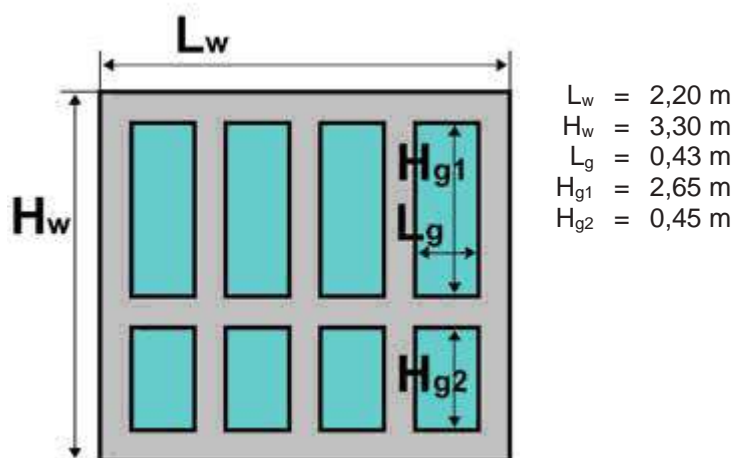 Lw
Hw
Hg1
Lg
Hg2
Lw = 2,20 m
Hw = 3,30 m
Lg = 0,43 m
Hg1 = 2,65 m
Hg2 = 0,45 m